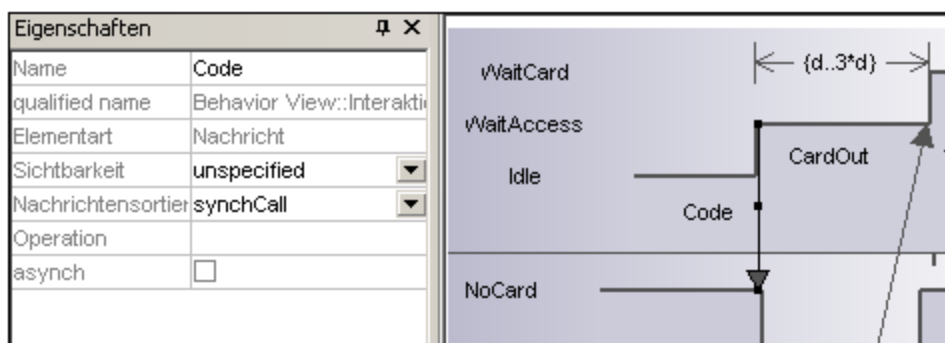 Eigenschaften
Name Code
qualified name Behavior View::Interakti
Elementart Nachricht
Sichtbarkeit unspecified
Nachrichtensortier synchCall
Operation
asynch
{d..3*d}
WaitCard
WaitAccess
CardOut
Idle
Code
NoCard